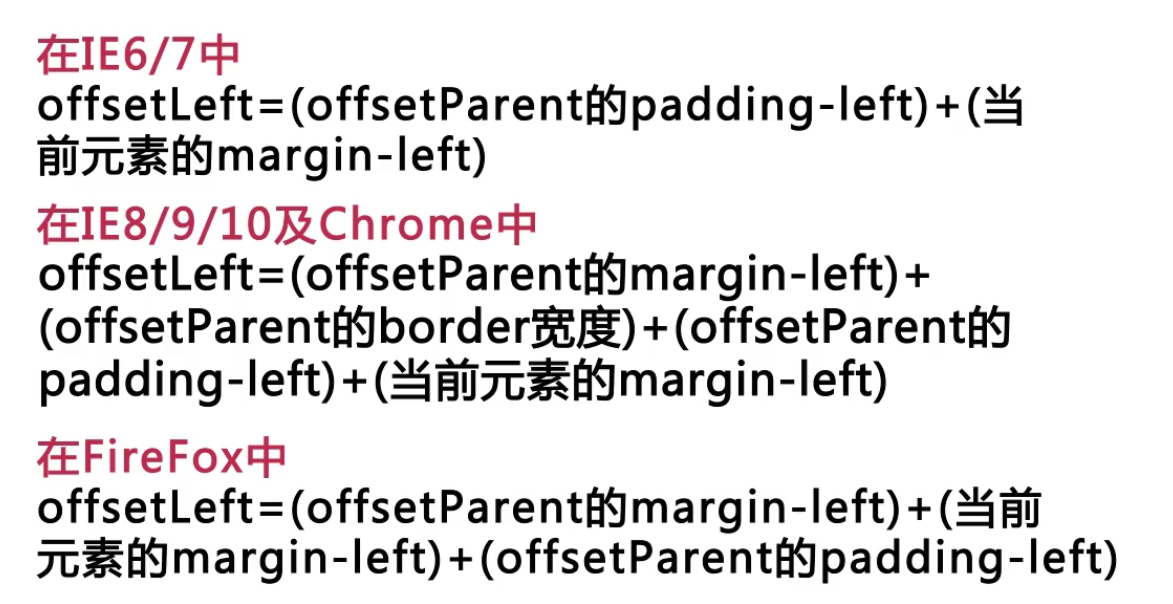 在IE6/7中
offsetLeft=(offsetParent的padding-left)+(当
前元素的margin-left)
在IE8/9/10及Chrome中
offsetLeft=(offsetParent的margin-left)+
(offsetParent的border宽度)+(offsetParent的
padding-left)+(当前元素的margin-left)
在FireFox中
offsetLeft=(offsetParent的margin-left)+(当前
元素的margin-left)+(offsetParent的padding-left)